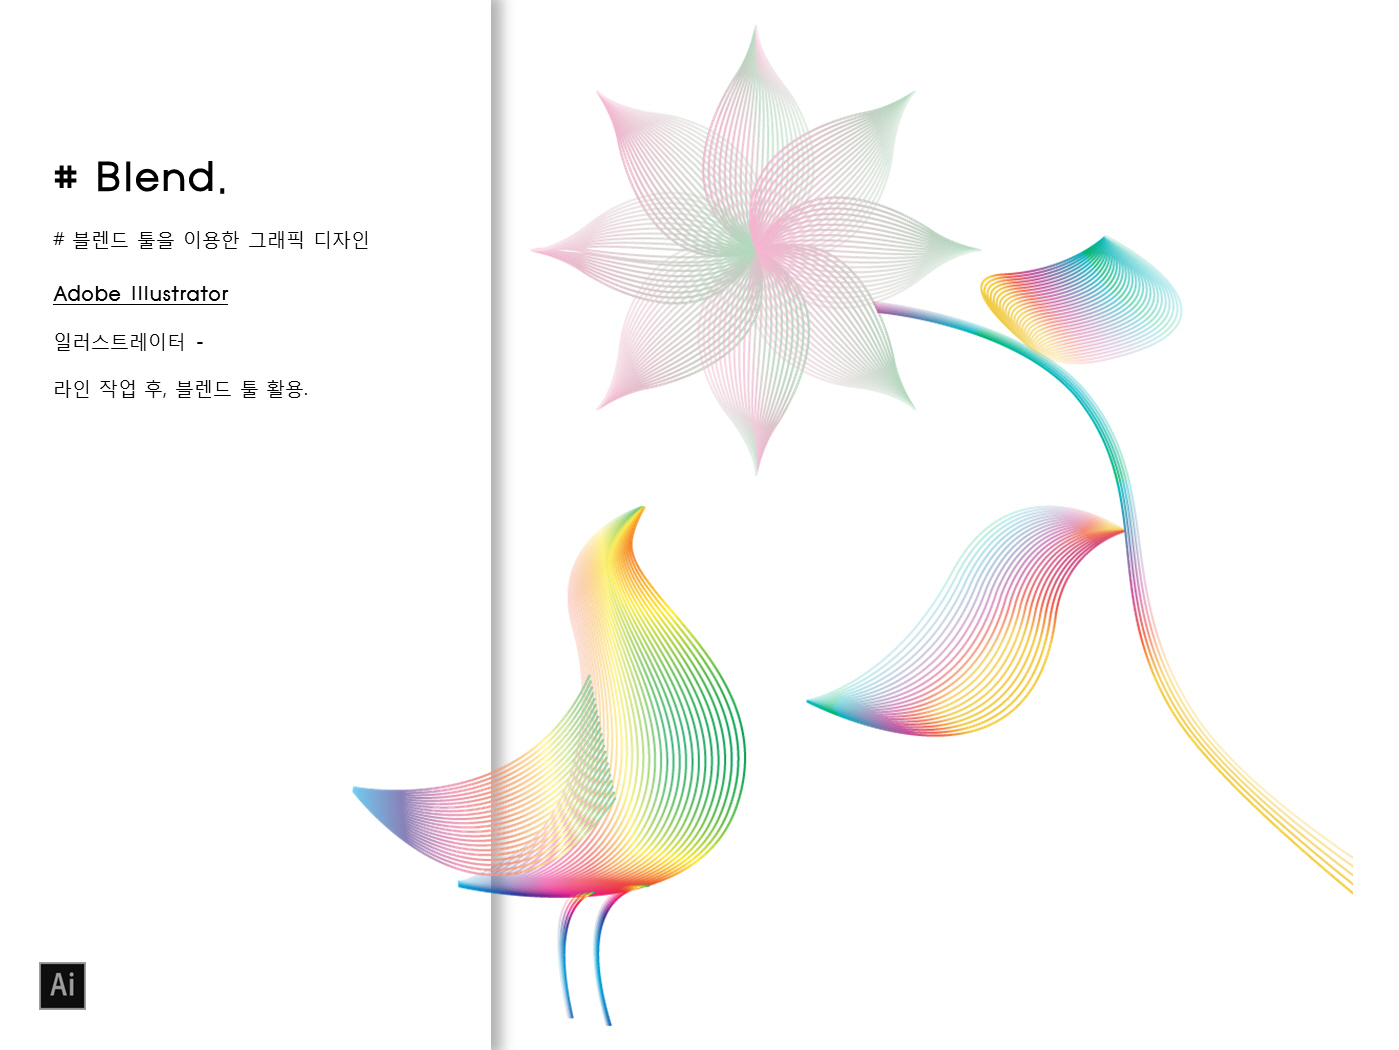 # Blend.
# 블렌드 툴을 이용한 그래픽 디자인
Adobe Illustrator
일러스트레이터 -
라인 작업 후, 블렌드 툴 활용.
Ai